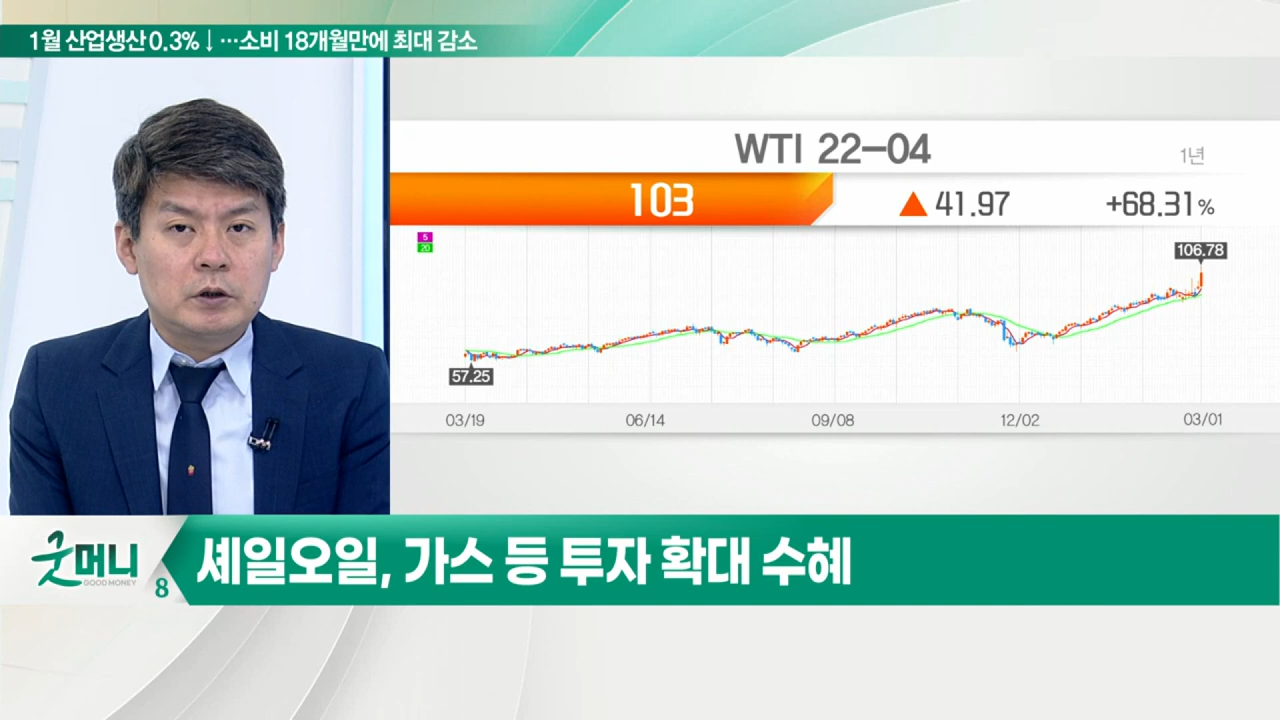 1월 산업생산 0.3%↓…소비 18개월만에 최대 감소
WTI 22-04
1년
103
▲ 41.97
+68.31%
5
20
106.78
57.25
03/19
06/14
09/08
12/02
03/01
굿머니
GOOD MONEY
8
셰일오일, 가스 등 투자 확대 수혜